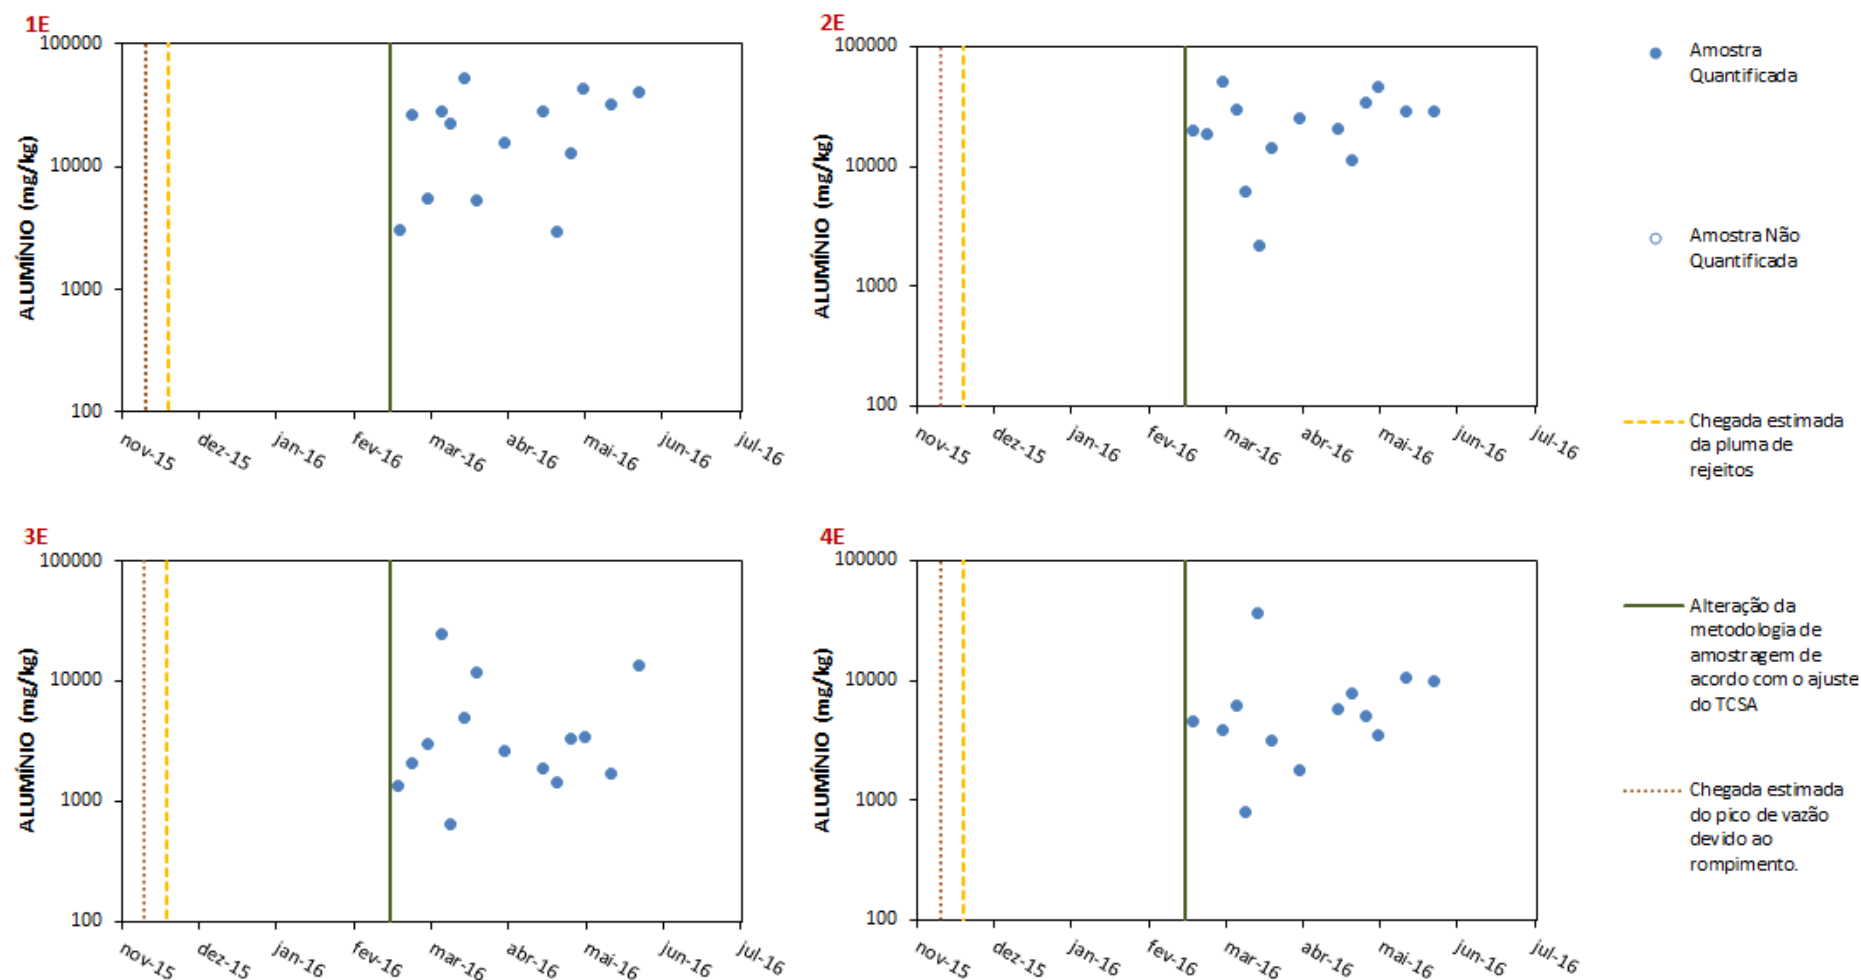 1E
100000
10000
1000
100
ALUMÍNIO (mg/kg)
nov-15
dez-15
jan-16
fev-16
mar-16
abr-16
mai-16
jun-16
jul-16
2E
100000
10000
1000
100
ALUMÍNIO (mg/kg)
nov-15
dez-15
jan-16
fev-16
mar-16
abr-16
mai-16
jun-16
jul-16
3E
100000
10000
1000
100
ALUMÍNIO (mg/kg)
nov-15
dez-15
jan-16
fev-16
mar-16
abr-16
mai-16
jun-16
jul-16
4E
100000
10000
1000
100
ALUMÍNIO (mg/kg)
nov-15
dez-15
jan-16
fev-16
mar-16
abr-16
mai-16
jun-16
jul-16
Amostra
Quantificada
Amostra Não
Quantificada
Chegada estimada
da pluma de
rejeitos
Alteração da
metodologia de
amostragem de
acordo com o ajuste
do TCSA
Chegada estimada
do pico de vazão
devido ao
rompimento.